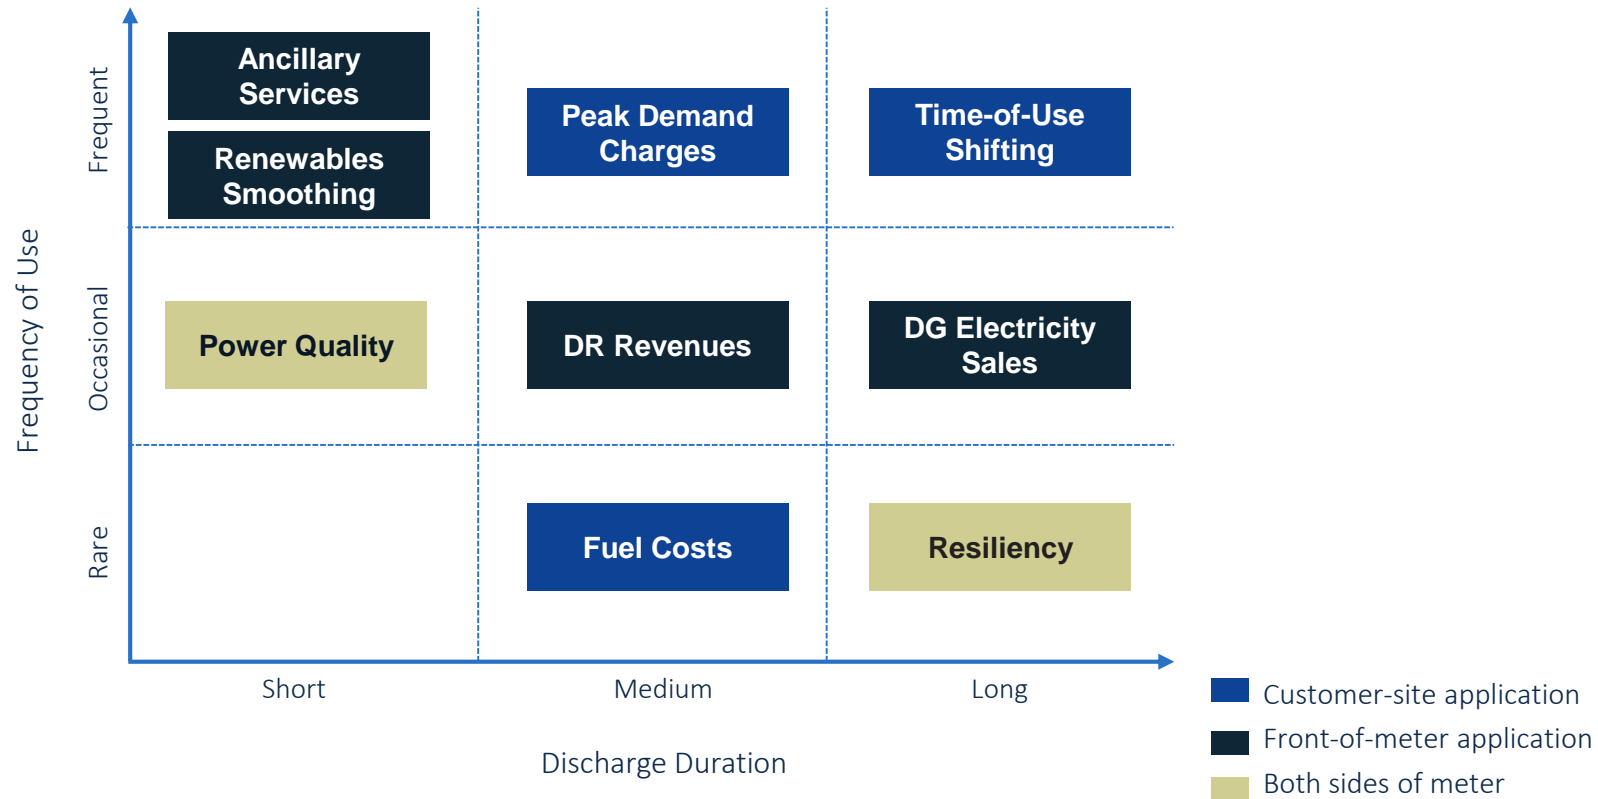 Frequency of Use
Frequent
Occasional
Rare
Ancillary
Services
Renewables
Smoothing
Peak Demand
Charges
Time-of-Use
Shifting
Power Quality
DR Revenues
DG Electricity
Sales
Fuel Costs
Resiliency
Short
Medium
Long
Discharge Duration
Customer-site application
Front-of-meter application
Both sides of meter